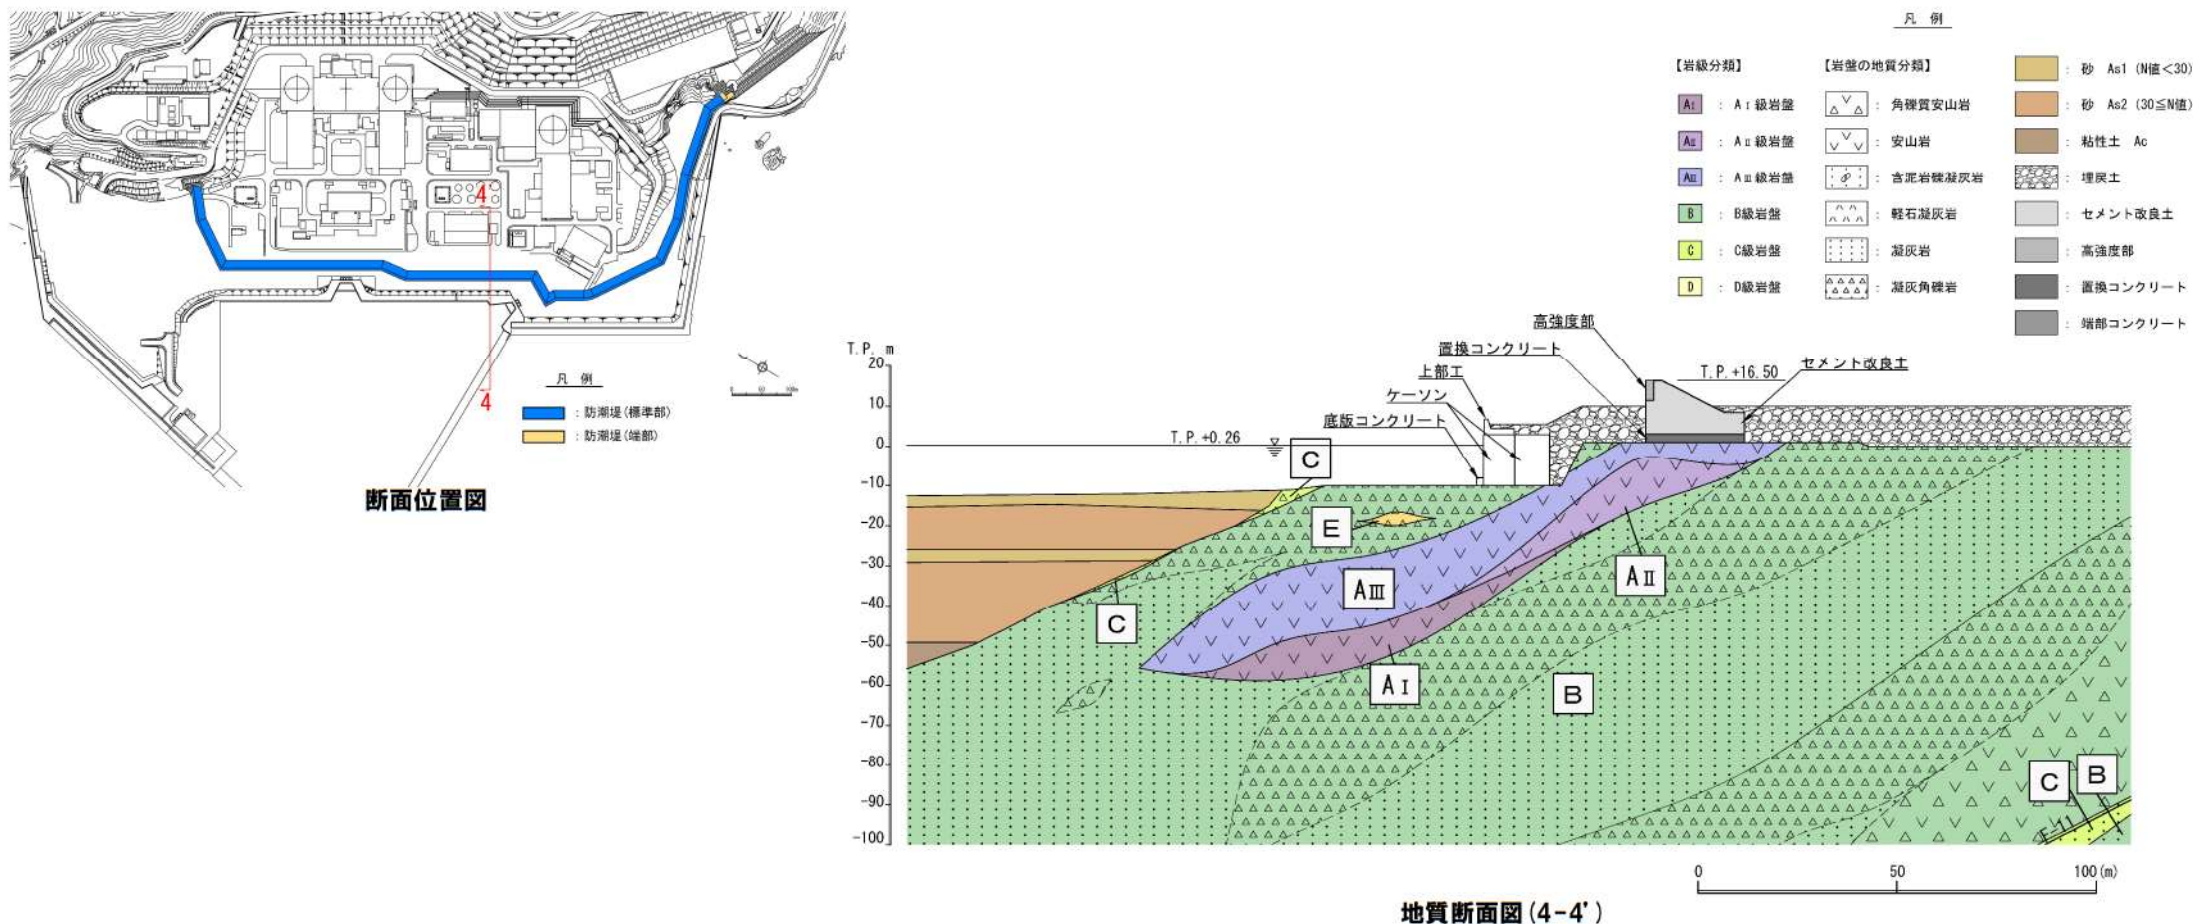 4'
4
凡 例
：防潮堤(標準部)
：防潮堤(端部)
0 50 100m
断面位置図
凡 例
【岩級分類】
AⅠ ： AⅠ級岩盤
AⅡ ： AⅡ級岩盤
AⅢ ： AⅢ級岩盤
B ： B級岩盤
C ： C級岩盤
D ： D級岩盤
【岩盤の地質分類】
： 角礫質安山岩
： 安山岩
： 含泥岩礫凝灰岩
： 軽石凝灰岩
： 凝灰岩
： 凝灰角礫岩
： 砂 As1 (N値<30)
： 砂 As2 (30≦N値)
： 粘性土 Ac
： 埋戻土
： セメント改良土
： 高強度部
： 置換コンクリート
： 端部コンクリート
T.P. m
20
10
0
-10
-20
-30
-40
-50
-60
-70
-80
-90
-100
高強度部
置換コンクリート
上部工
ケーソン
底版コンクリート
T.P.+16.50
セメント改良土
T.P.+0.26
C
E
AⅢ
AⅡ
C
AⅠ
B
C
B
F-11
0 50 100(m)
地質断面図(4-4')